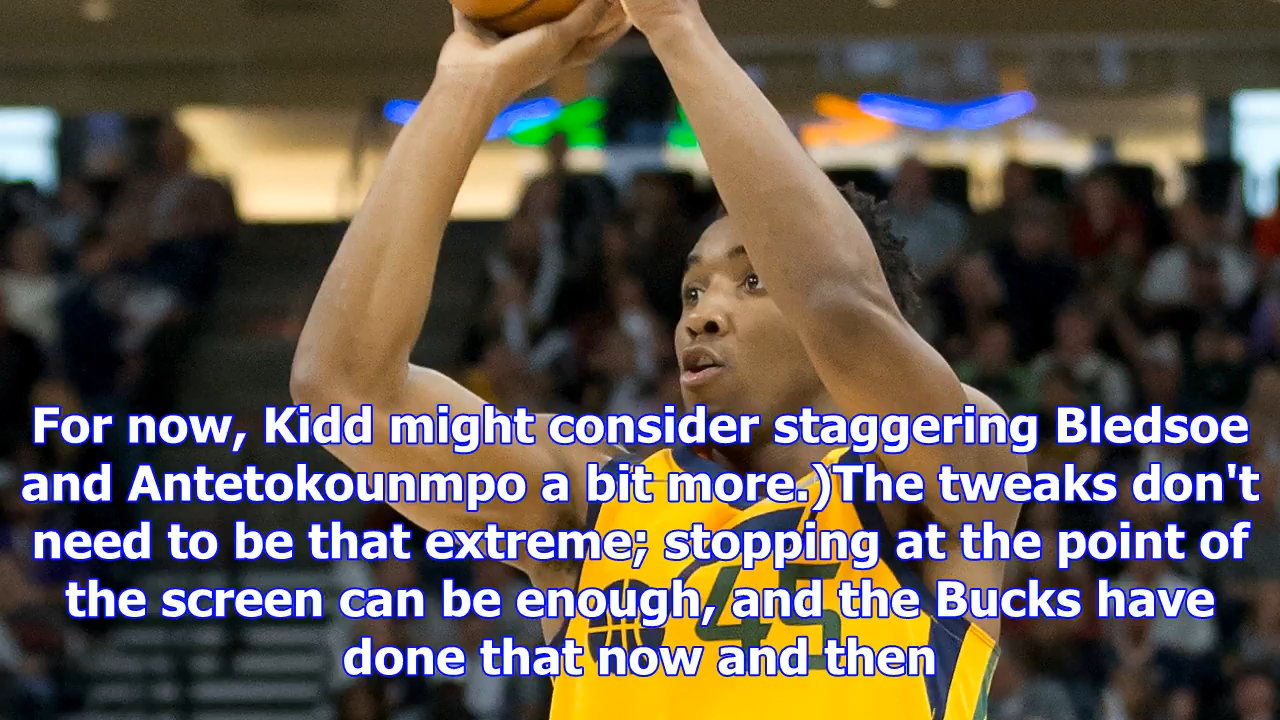 For now, Kidd might consider staggering Bledsoe
and Antetokounmpo a bit more.)The tweaks don't
need to be that extreme; stopping at the point of
the screen can be enough, and the Bucks have
done that now and then
45